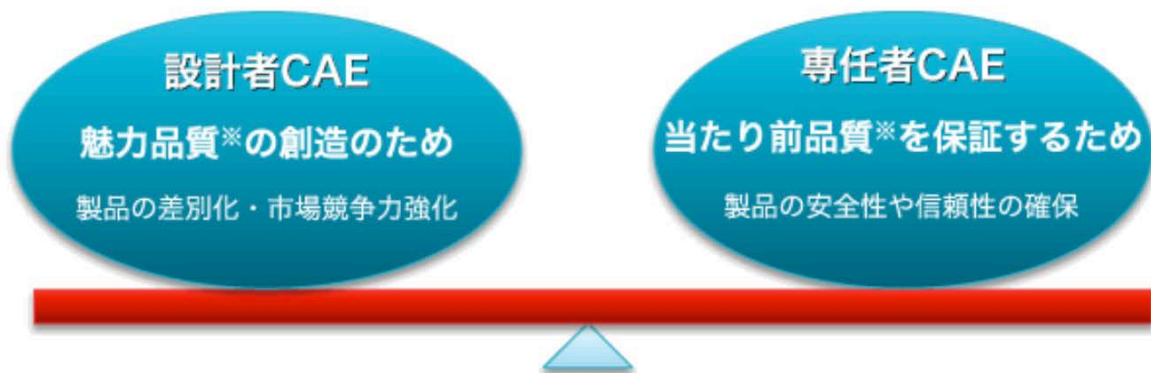 設計者CAE
魅力品質※の創造のため
製品の差別化・市場競争力強化
専任者CAE
当たり前品質※を保証するため
製品の安全性や信頼性の確保